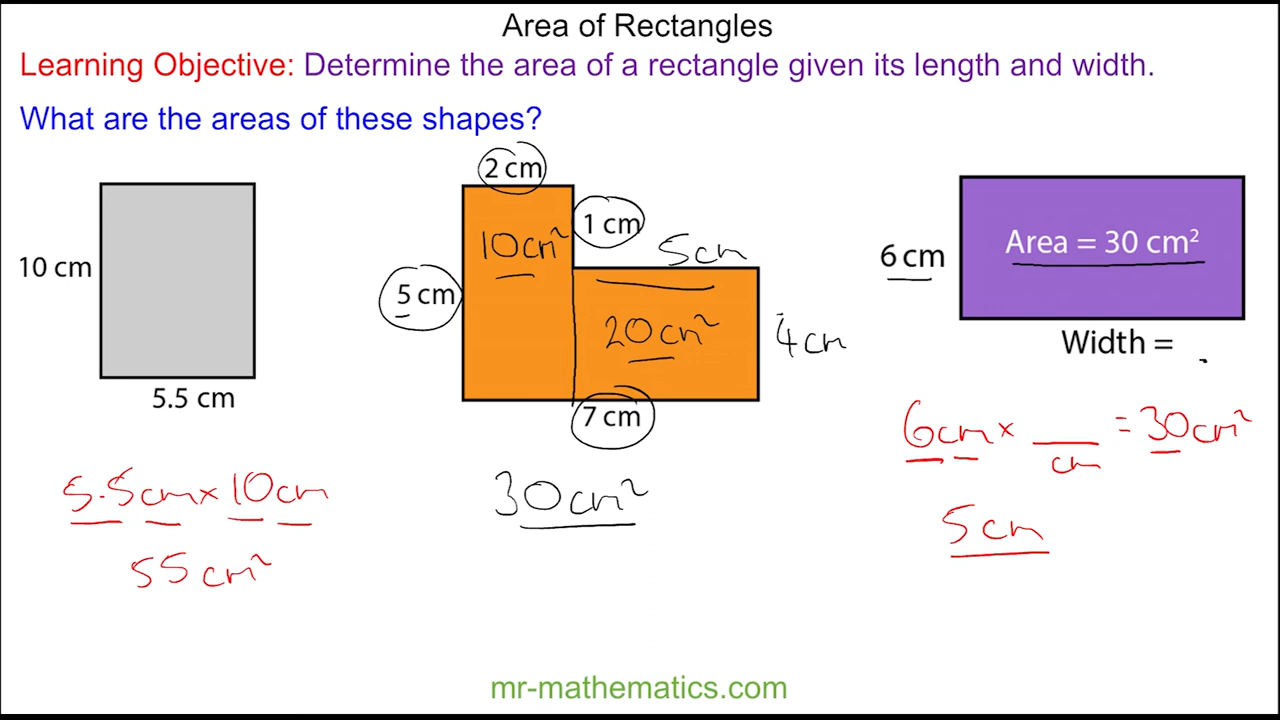 Area of Rectangles
Learning Objective: Determine the area of a rectangle given its length and width.
What are the areas of these shapes?
10 cm
5.5 cm
5.5cm × 10cm
55cm²
2 cm
1 cm
5cm
10cm²
5 cm
20cm²
4cm
7 cm
30cm²
6 cm
Area = 30 cm²
Width =
6cm × ___ = 30cm²
cm
5cm
mr-mathematics.com